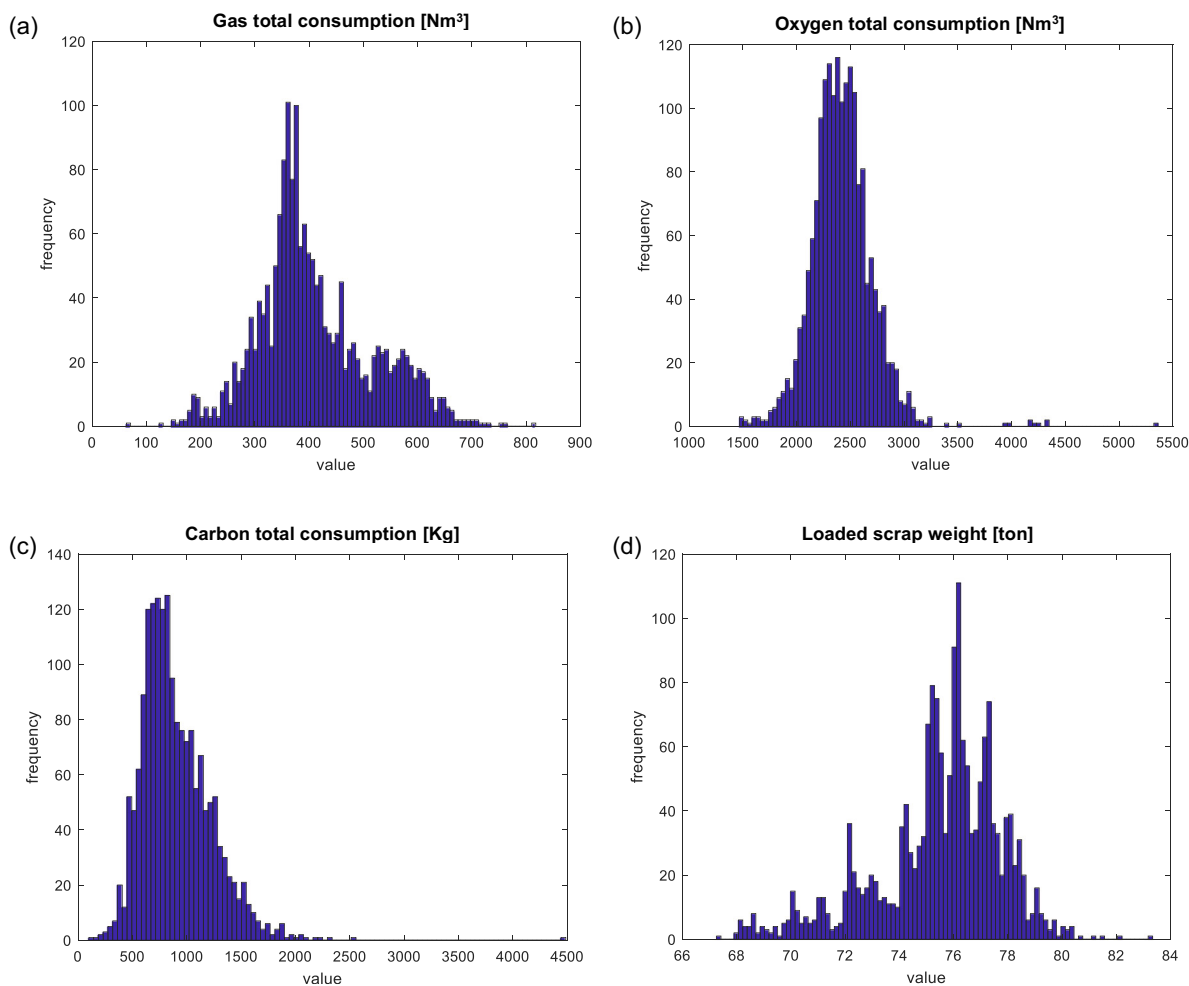 (a)
Gas total consumption [Nm³]
120
100
80
60
40
20
0
frequency
0 100 200 300 400 500 600 700 800 900
value
(b)
Oxygen total consumption [Nm³]
120
100
80
60
40
20
0
frequency
1000 1500 2000 2500 3000 3500 4000 4500 5000 5500
value
(c)
Carbon total consumption [Kg]
140
120
100
80
60
40
20
0
frequency
0 500 1000 1500 2000 2500 3000 3500 4000 4500
value
(d)
Loaded scrap weight [ton]
120
100
80
60
40
20
0
frequency
66 68 70 72 74 76 78 80 82 84
value